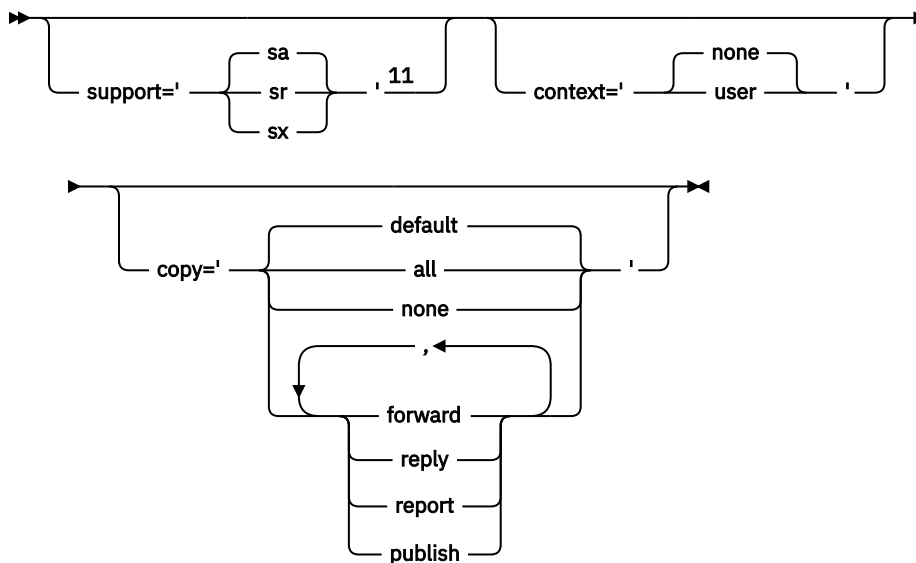 sa none
support=' sr ' 11 context=' user '
sx
default
copy=' all '
none
,
forward
reply
report
publish